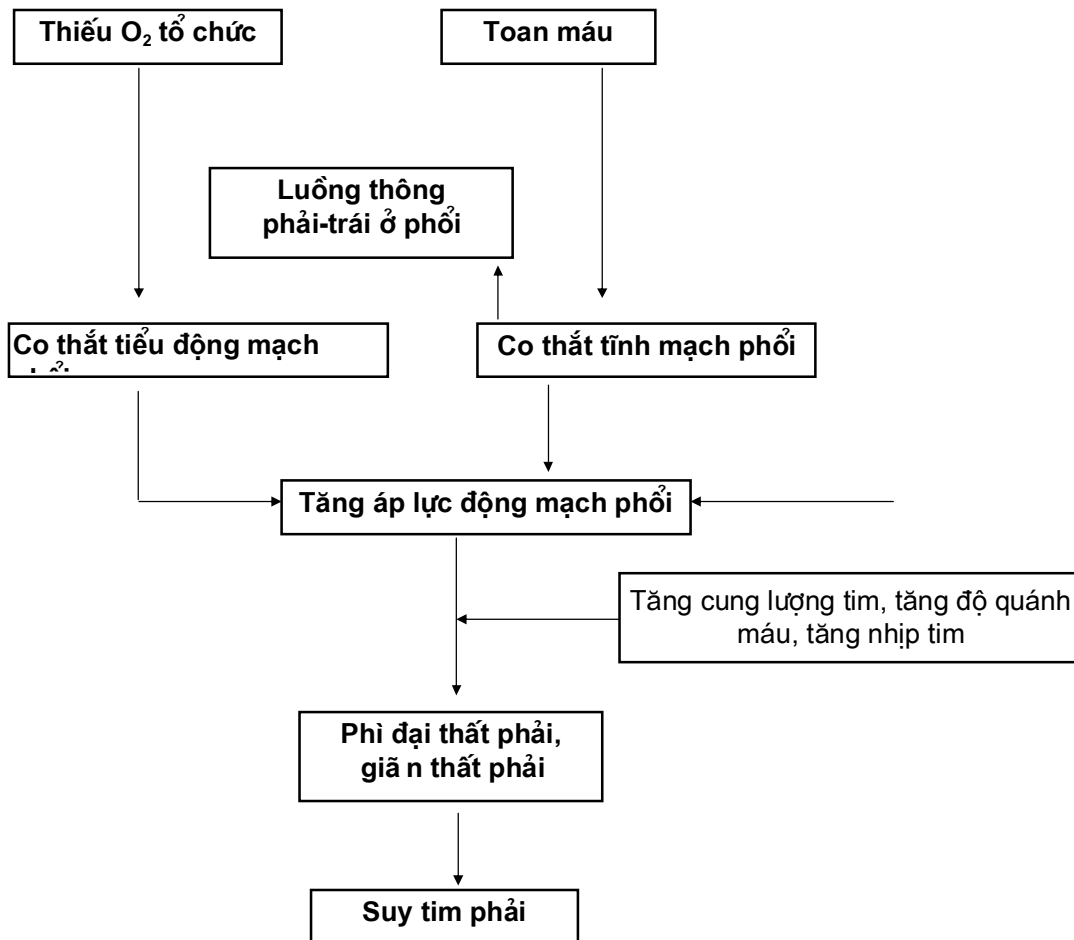 Thiếu O₂ tổ chức
Toan máu
Luồng thông
phải-trái ở phổi
Co thắt tiểu động mạch
Co thắt tĩnh mạch phổi
Tăng áp lực động mạch phổi
Tăng cung lượng tim, tăng độ quánh
máu, tăng nhịp tim
Phì đại thất phải,
giãn thất phải
Suy tim phải